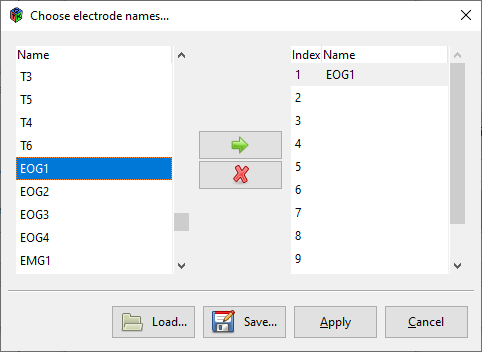 Choose electrode names...
Name
T3
T5
T4
T6
EOG1
EOG2
EOG3
EOG4
EMG1
Index Name
1 EOG1
2
3
4
5
6
7
8
9
Load...
Save...
Apply
Cancel